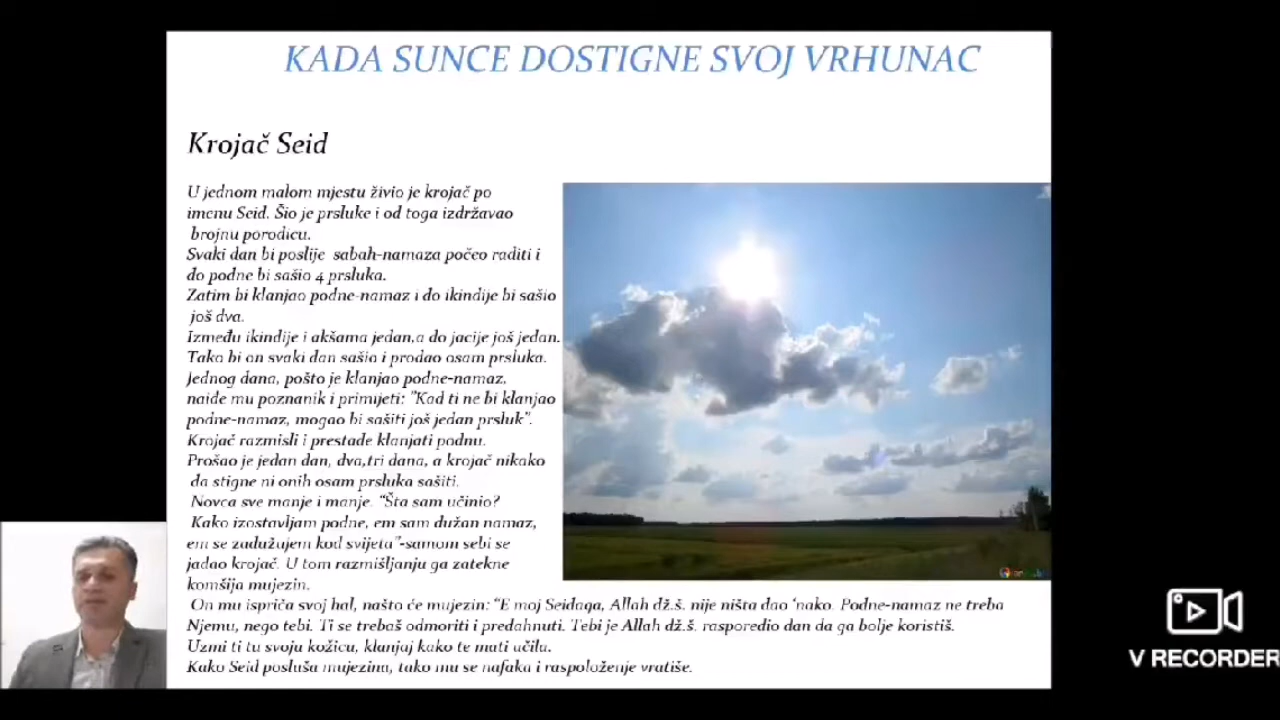 KADA SUNCE DOSTIGNE SVOJ VRHUNAC
Krojač Seid
U jednom malom mjestu živio je krojač po
imenu Seid. Šio je prsluke i od toga izdržavao
brojnu porodicu.
Svaki dan bi poslije sabah-namaza počeo raditi i
do podne bi sašio 4 prsluka.
Zatim bi klanjao podne-namaz i do ikindije bi sašio
još dva.
Između ikindije i akšama jedan,a do jacije još jedan.
Tako bi on svaki dan sašio i prodao osam prsluka.
Jednog dana, pošto je klanjao podne-namaz,
naiđe mu poznanik i primijeti: "Kad ti ne bi klanjao
podne-namaz, mogao bi sašiti još jedan prsluk".
Krojač razmisli i prestade klanjati podnu.
Prošao je jedan dan, dva,tri dana, a krojač nikako
da stigne ni onih osam prsluka sašiti.
Novca sve manje i manje. "Šta sam učinio?
Kako izostavljam podne, em sam dužan namaz,
em se zadužujem kod svijeta"-samom sebi se
jadao krojač. U tom razmišljanju ga zatekne
komšija mujezin.
On mu ispriča svoj hal, našto će mujezin: "E moj Seidaga, Allah dž.š. nije ništa dao 'nako. Podne-namaz ne treba
Njemu, nego tebi. Ti se trebaš odmoriti i predahnuti. Tebi je Allah dž.š. rasporedio dan da ga bolje koristiš.
Uzmi ti tu svoju kožicu, klanjaj kako te mati učila.
Kako Seid posluša mujezina, tako mu se nafaka i raspoloženje vratiše.
V RECORDER